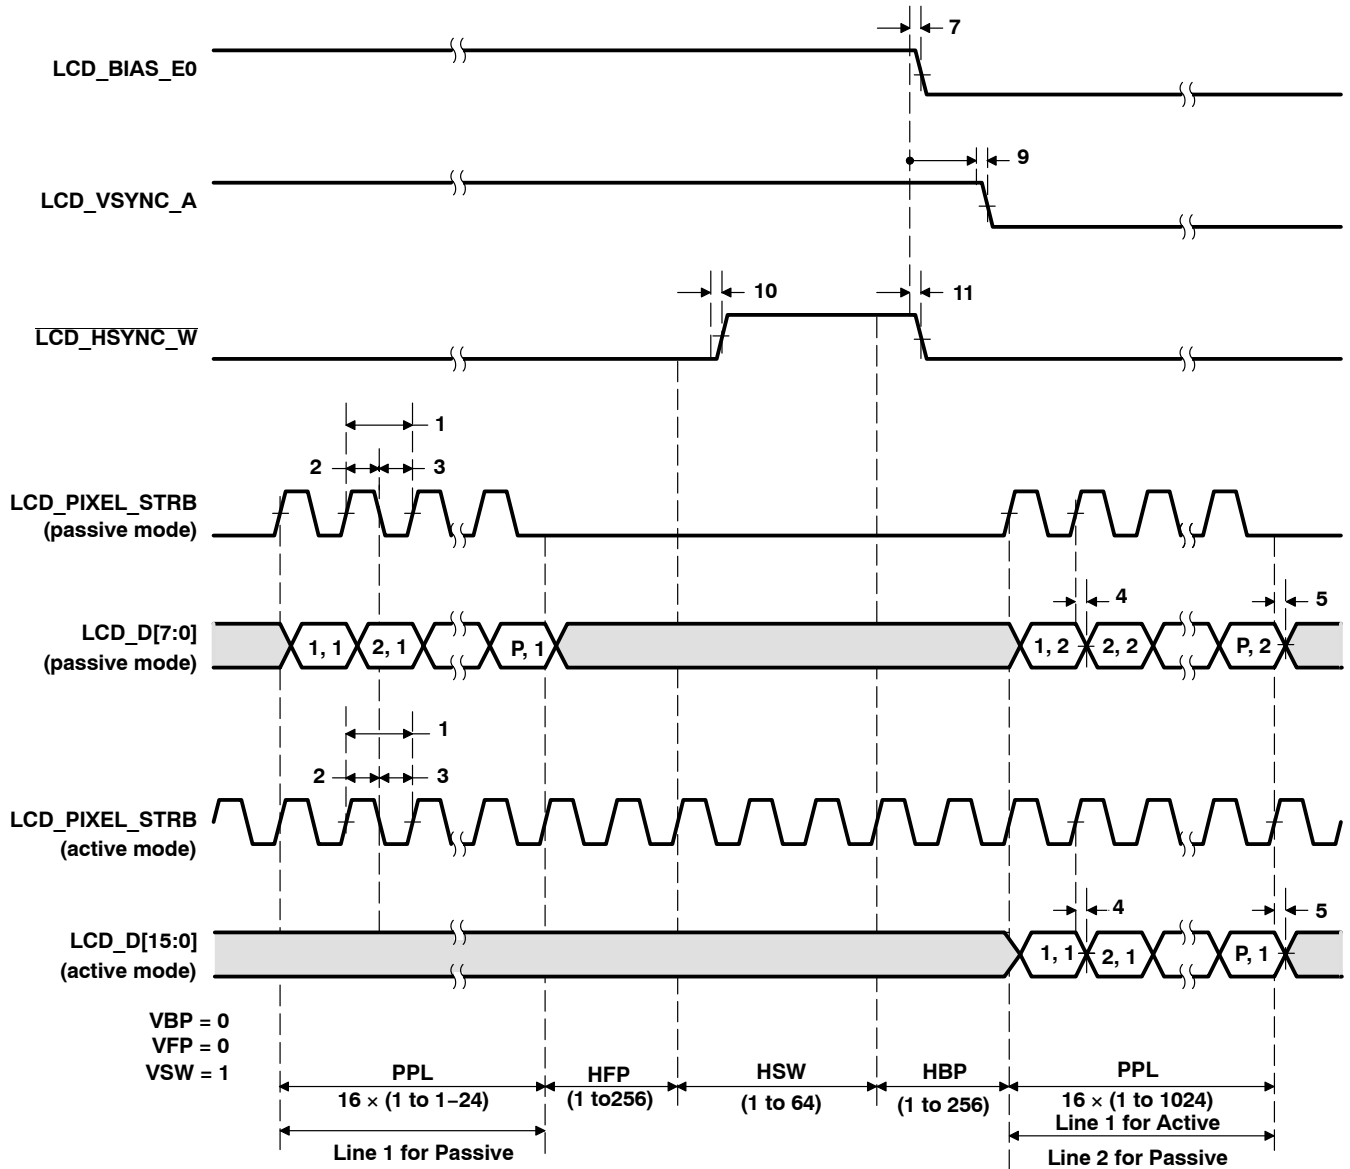 7
LCD_BIAS_E0
9
LCD_VSYNC_A
10
11
LCD_HSYNC_W
1
2
3
LCD_PIXEL_STRB
(passive mode)
4
5
LCD_D[7:0]
(passive mode)
1, 1
2, 1
P, 1
1, 2
2, 2
P, 2
1
2
3
LCD_PIXEL_STRB
(active mode)
4
5
LCD_D[15:0]
(active mode)
1, 1
2, 1
P, 1
VBP = 0
VFP = 0
VSW = 1
PPL
16 × (1 to 1−24)
HFP
(1 to256)
HSW
(1 to 64)
HBP
(1 to 256)
PPL
16 × (1 to 1024)
Line 1 for Active
Line 1 for Passive
Line 2 for Passive